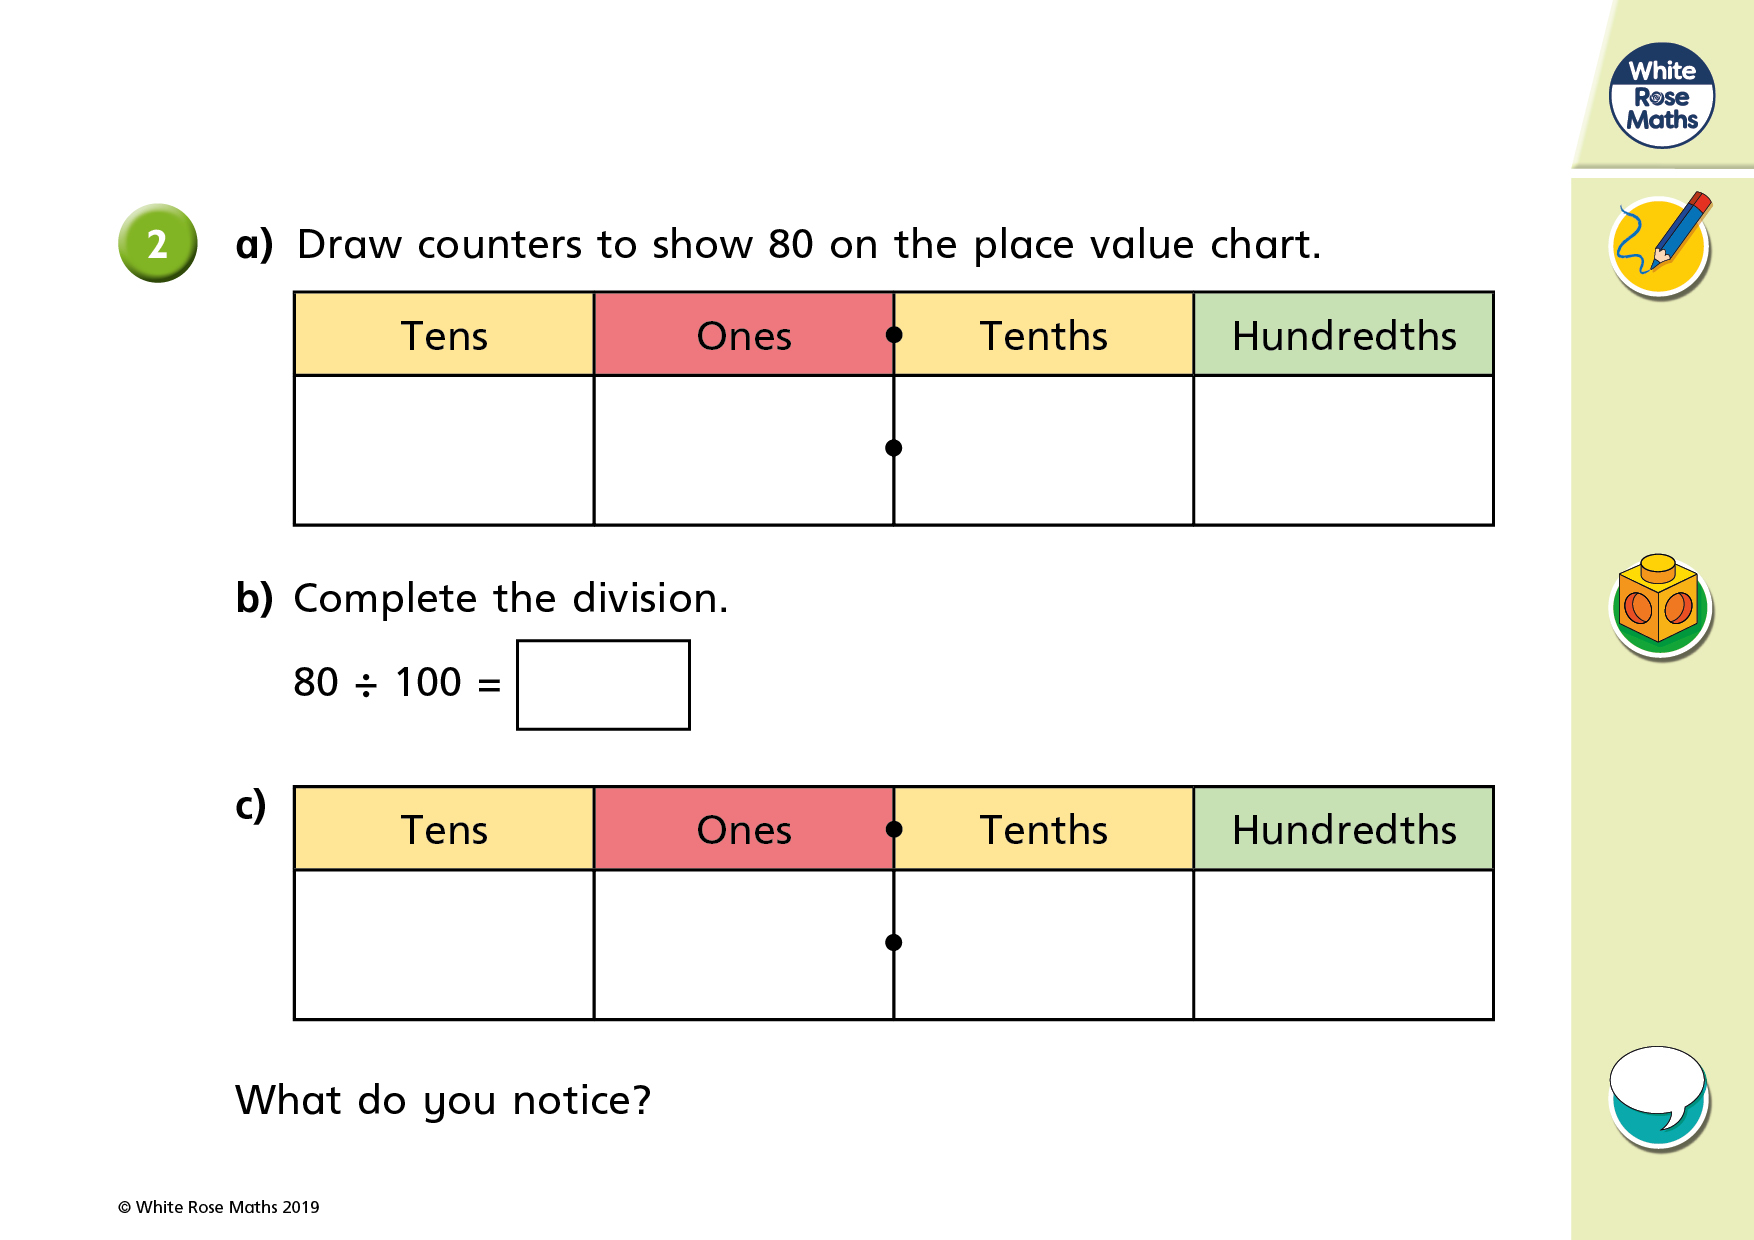 White
Rose
Maths
2 a) Draw counters to show 80 on the place value chart.
Tens Ones Tenths Hundredths
b) Complete the division.
80 ÷ 100 =
c)
Tens Ones Tenths Hundredths
What do you notice?
© White Rose Maths 2019